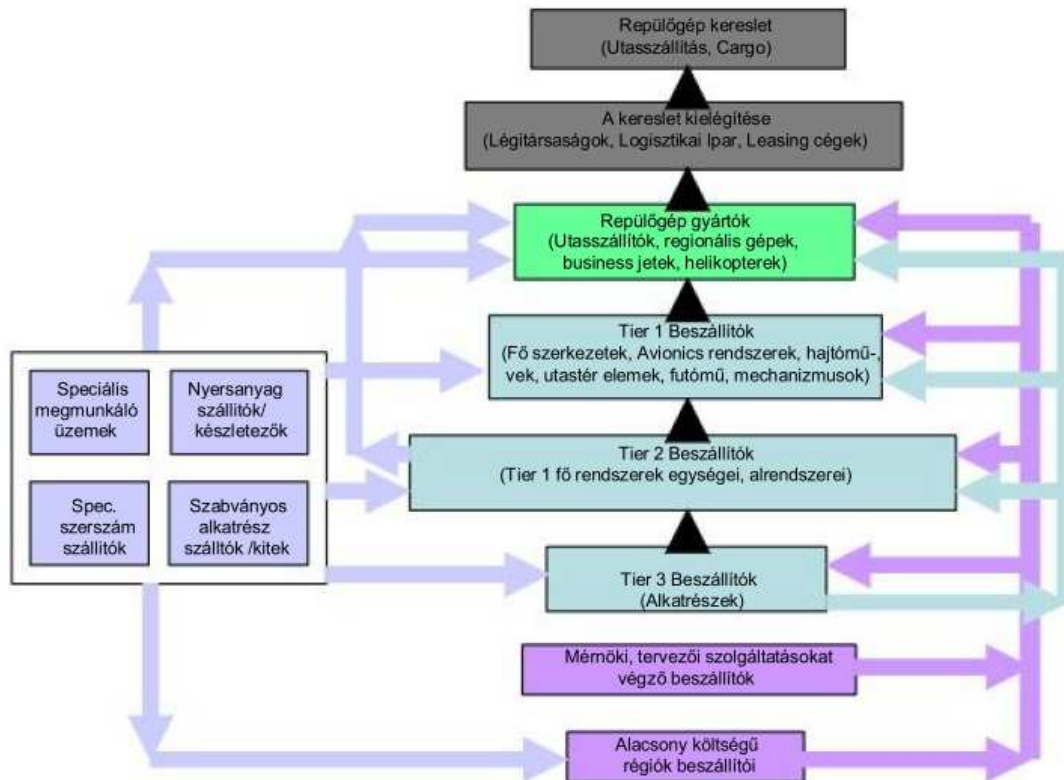 Repülőgép kereslet
(Utasszállítás, Cargo)
A kereslet kielégítése
(Légitársaságok, Logisztikai Ipar, Leasing cégek)
Repülőgép gyártók
(Utasszállítók, regionális gépek,
business jetek, helikopterek)
Tier 1 Beszállítók
(Fő szerkezetek, Avionics rendszerek, hajtómű-,
vek, utastér elemek, futómű, mechanizmusok)
Speciális
megmunkáló
üzemek
Nyersanyag
szállítók/
készletezők
Tier 2 Beszállítók
(Tier 1 fő rendszerek egységei, alrendszerei)
Spec.
szerszám
szállítók
Szabványos
alkatrész
szálltók /kitek
Tier 3 Beszállítók
(Alkatrészek)
Mérnöki, tervezői szolgáltatásokat
végző beszállítók
Alacsony költségű
régiók beszállítói